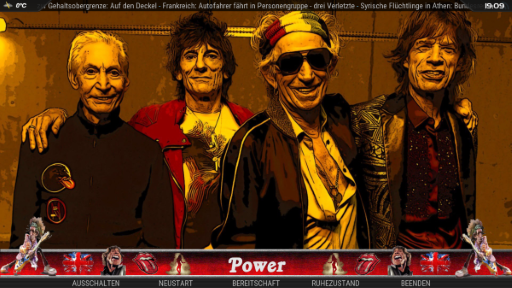 0°C Gehaltsobergrenze: Auf den Deckel - Frankreich: Autofahrer fährt in Personengruppe - drei Verletzte - Syrische Flüchtlinge in Athen: 19:09
Power
AUSSCHALTEN NEUSTART BEREITSCHAFT RUHEZUSTAND BEENDEN